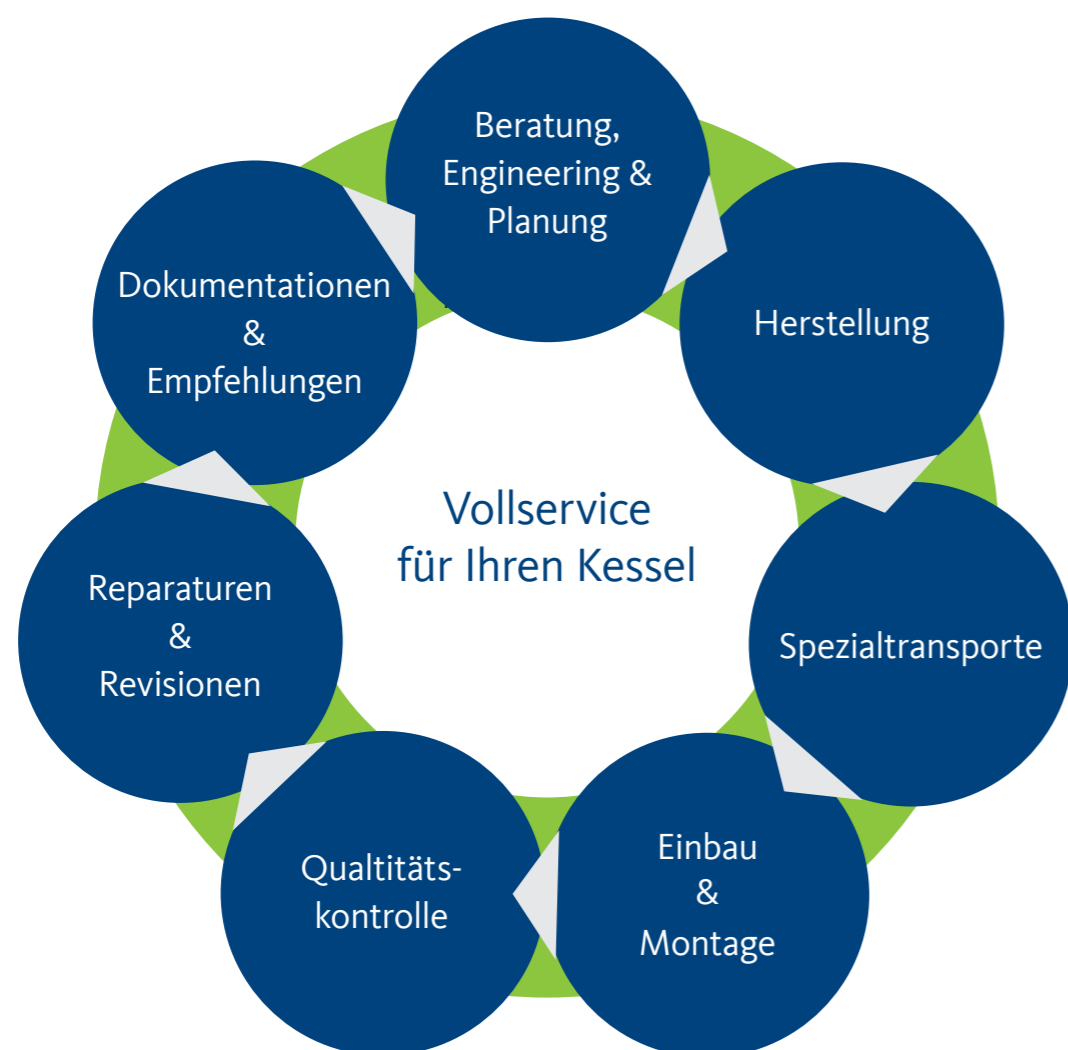 Beratung,
Engineering &
Planung
Herstellung
Spezialtransporte
Einbau
&
Montage
Qualtitäts-
kontrolle
Reparaturen
&
Revisionen
Dokumentationen
&
Empfehlungen
Vollservice
für Ihren Kessel